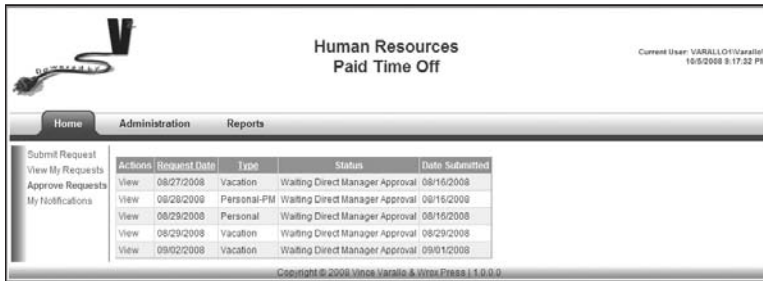 Powered by
Human Resources
Paid Time Off
Current User: VARALLO1\Varallo
10/5/2008 9:17:32 PM
Home Administration Reports
Submit Request
View My Requests
Approve Requests
My Notifications
Actions Request Date Type Status Date Submitted
View 08/27/2008 Vacation Waiting Direct Manager Approval 08/16/2008
View 08/28/2008 Personal-PM Waiting Direct Manager Approval 08/16/2008
View 08/29/2008 Personal Waiting Direct Manager Approval 08/16/2008
View 08/29/2008 Vacation Waiting Direct Manager Approval 08/29/2008
View 09/02/2008 Vacation Waiting Direct Manager Approval 09/01/2008
Copyright © 2008 Vince Varallo & Wrox Press | 1.0.0.0